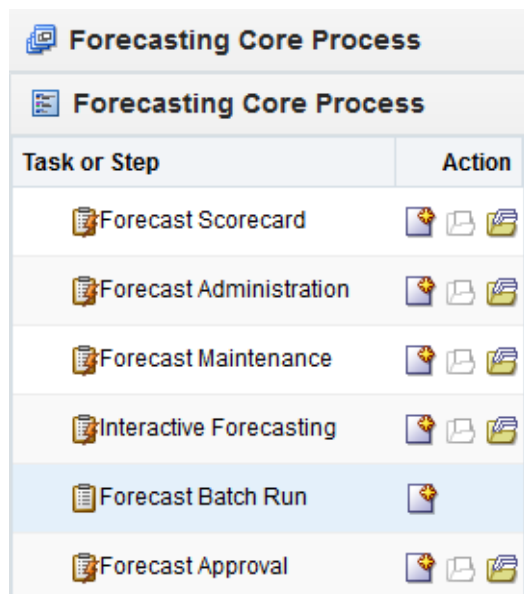 Forecasting Core Process
Forecasting Core Process
Task or Step Action
Forecast Scorecard
Forecast Administration
Forecast Maintenance
Interactive Forecasting
Forecast Batch Run
Forecast Approval